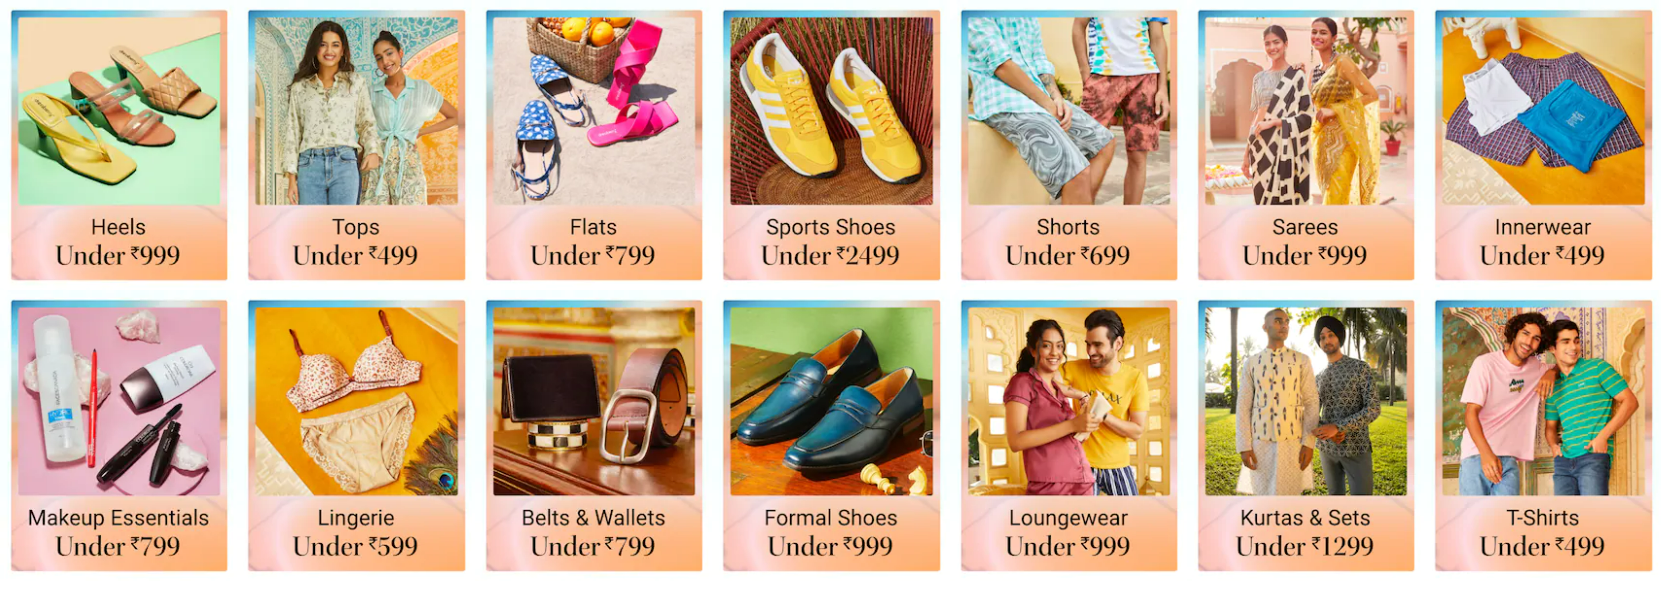 Heels
Under ₹999
Tops
Under ₹499
Flats
Under ₹799
Sports Shoes
Under ₹2499
Shorts
Under ₹699
Sarees
Under ₹999
Innerwear
Under ₹499
Makeup Essentials
Under ₹799
Lingerie
Under ₹599
Belts & Wallets
Under ₹799
Formal Shoes
Under ₹999
Loungewear
Under ₹999
Kurtas & Sets
Under ₹1299
T-Shirts
Under ₹499